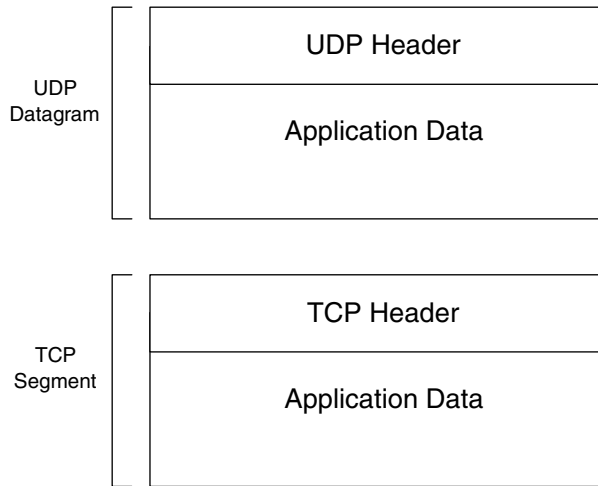 UDP Header
UDP
Datagram
Application Data
TCP Header
TCP
Segment
Application Data